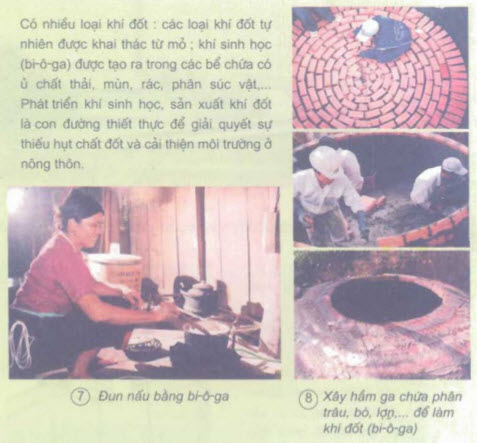 Có nhiều loại khí đốt : các loại khí đốt tự
nhiên được khai thác từ mỏ ; khí sinh học
(bi-ô-ga) được tạo ra trong các bể chứa có
ủ chất thải, mùn, rác, phân súc vật,...
Phát triển khí sinh học, sản xuất khí đốt
là con đường thiết thực để giải quyết sự
thiếu hụt chất đốt và cải thiện môi trường ở
nông thôn.
7 Đun nấu bằng bi-ô-ga
8 Xây hầm ga chứa phân
trâu, bò, lợn,... để làm
khí đốt (bi-ô-ga)